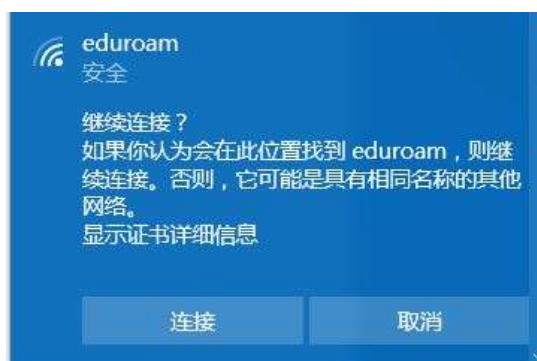 eduroam
安全
继续连接？
如果你认为会在此位置找到 eduroam，则继
续连接。否则，它可能是具有相同名称的其他
网络。
显示证书详细信息
连接
取消